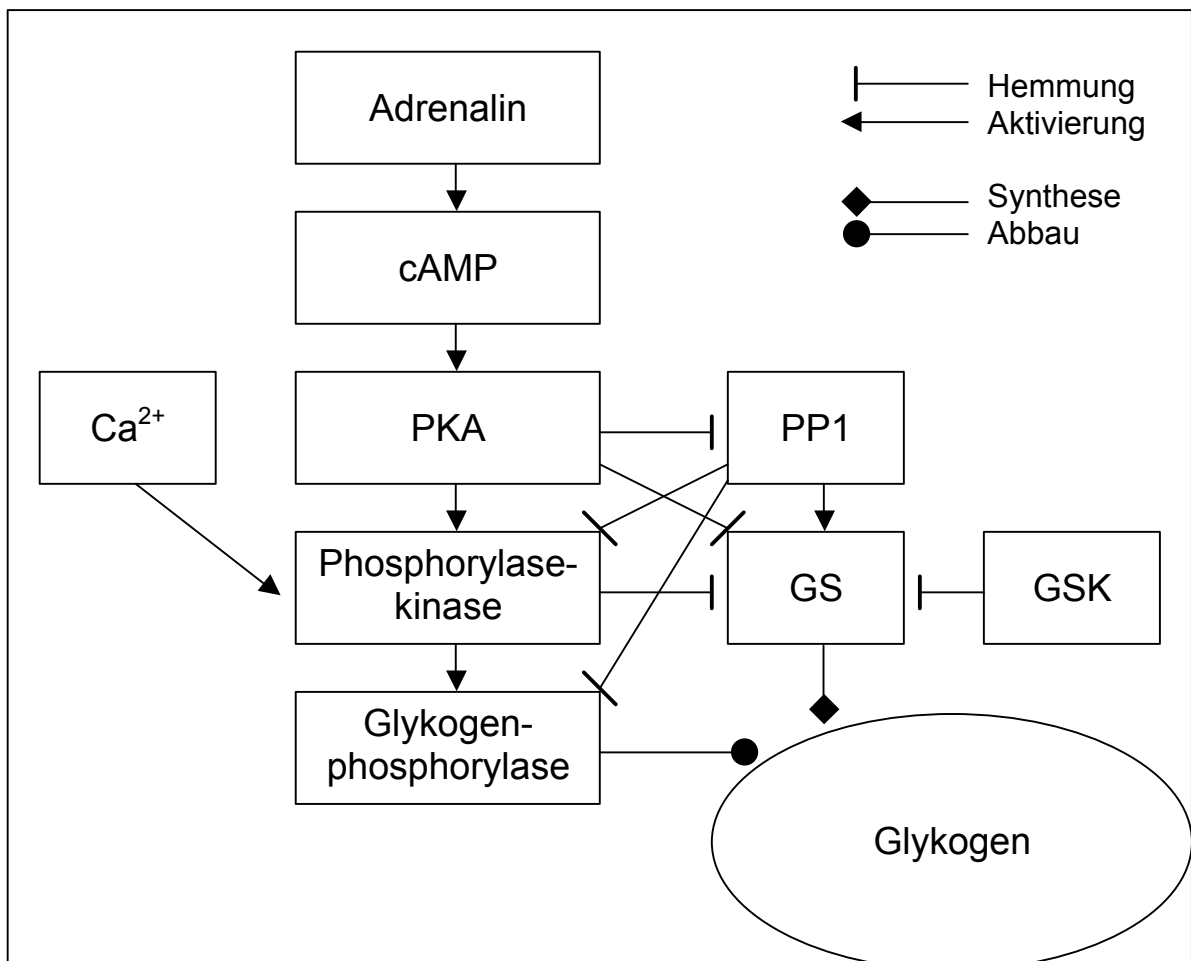 Adrenalin
Hemmung
Aktivierung
Synthese
Abbau
cAMP
Ca²⁺
PKA
PP1
Phosphorylase-
kinase
GS
GSK
Glykogen-
phosphorylase
Glykogen